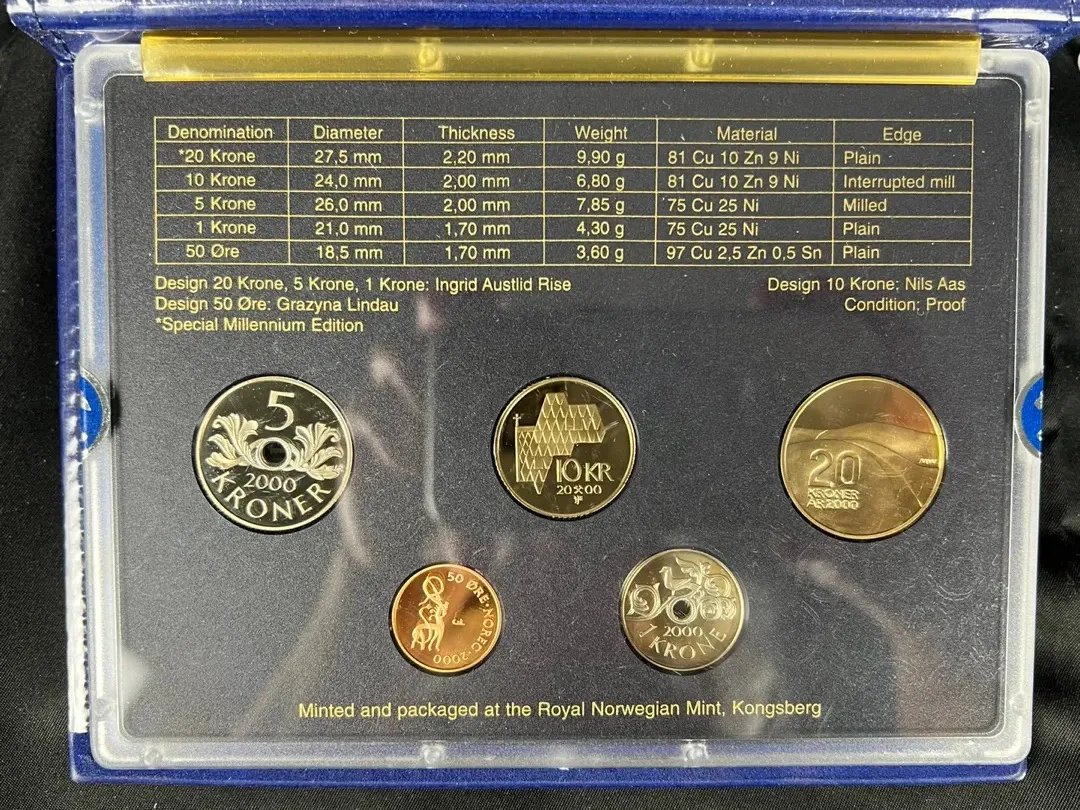 Denomination Diameter Thickness Weight Material Edge
*20 Krone 27,5 mm 2,20 mm 9,90 g 81 Cu 10 Zn 9 Ni Plain
10 Krone 24,0 mm 2,00 mm 6,80 g 81 Cu 10 Zn 9 Ni Interrupted mill
5 Krone 26,0 mm 2,00 mm 7,85 g 75 Cu 25 Ni Milled
1 Krone 21,0 mm 1,70 mm 4,30 g 75 Cu 25 Ni Plain
50 Øre 18,5 mm 1,70 mm 3,60 g 97 Cu 2,5 Zn 0,5 Sn Plain
Design 20 Krone, 5 Krone, 1 Krone: Ingrid Austlid Rise Design 10 Krone: Nils Aas
Design 50 Øre: Grazyna Lindau Condition: Proof
*Special Millennium Edition
5
2000
KRONER
10 KR
20 00
20
KRONER
ÅR 2000
50 ØRE·NOREG·2000
2000
1 KRONE
Minted and packaged at the Royal Norwegian Mint, Kongsberg